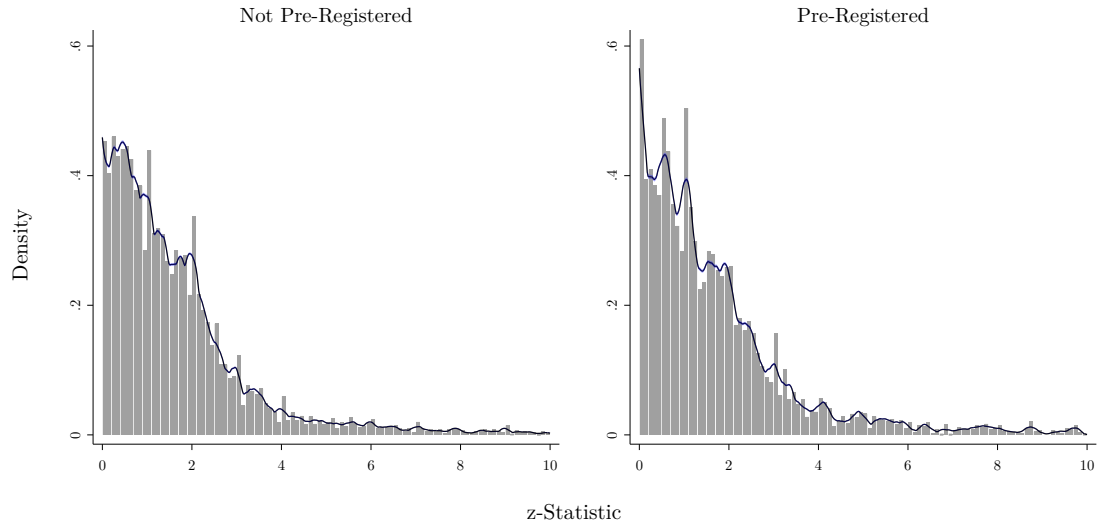 Not Pre-Registered
Pre-Registered
Density
.6
.4
.2
0
0 2 4 6 8 10
.6
.4
.2
0
0 2 4 6 8 10
z-Statistic